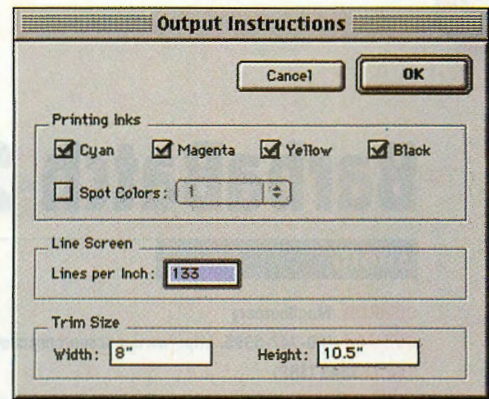 Output Instructions
Cancel OK
Printing Inks
Cyan Magenta Yellow Black
Spot Colors: 1
Line Screen
Lines per Inch: 133
Trim Size
Width: 8" Height: 10.5"